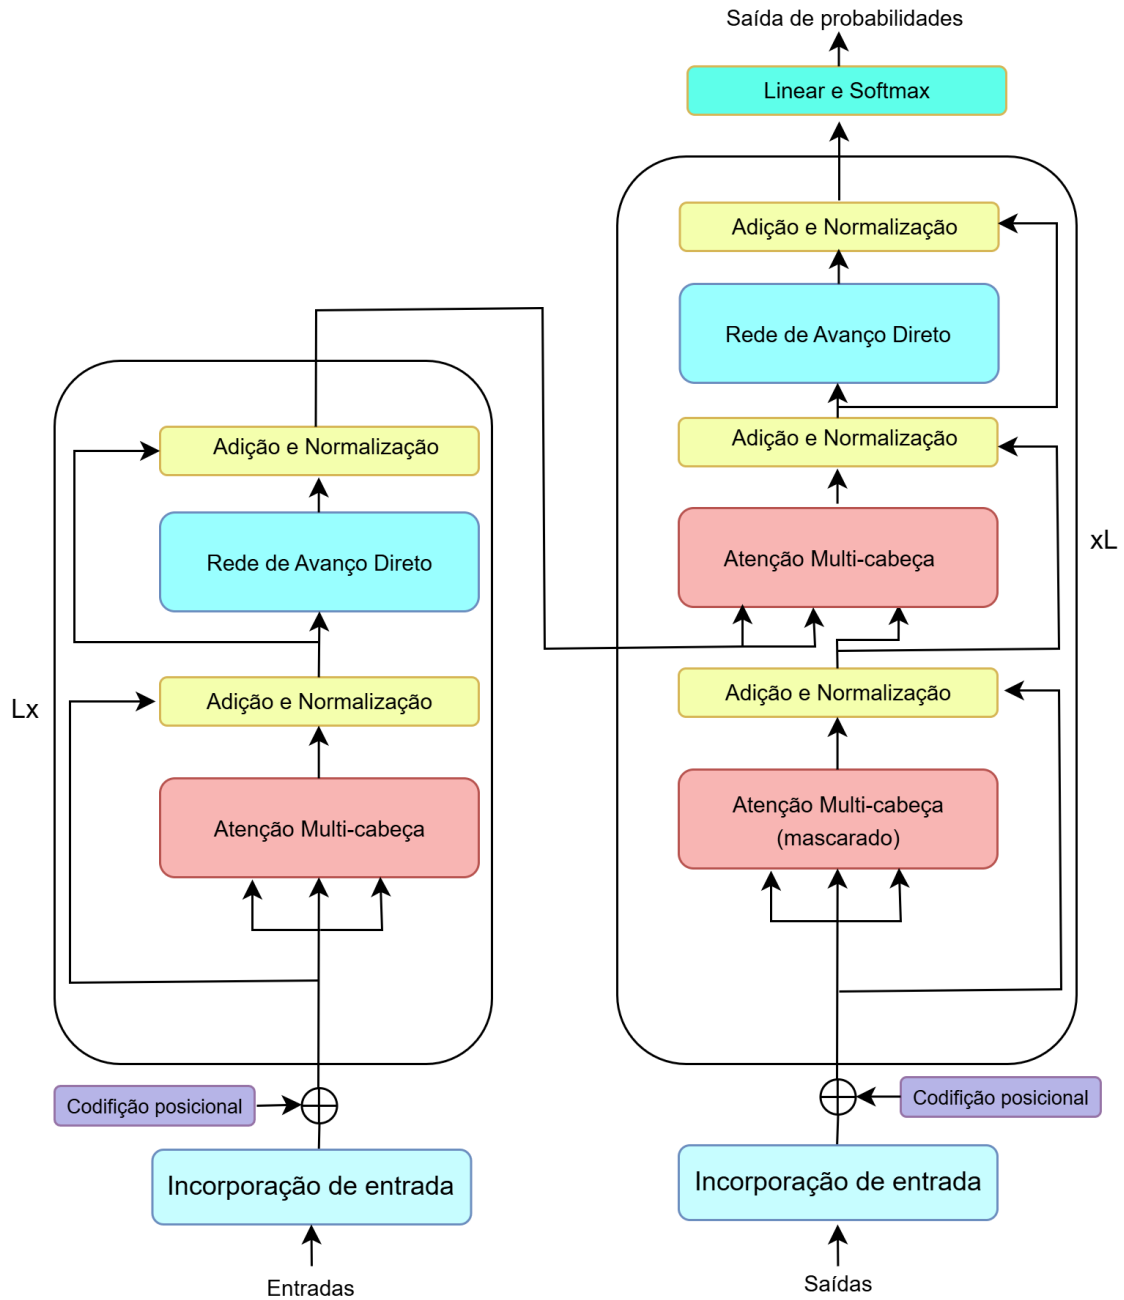 Saída de probabilidades
Linear e Softmax
Adição e Normalização
Rede de Avanço Direto
Adição e Normalização
Atenção Multi-cabeça
xL
Adição e Normalização
Atenção Multi-cabeça
(mascarado)
Codifição posicional
Incorporação de entrada
Saídas
Adição e Normalização
Rede de Avanço Direto
Adição e Normalização
Lx
Atenção Multi-cabeça
Codifição posicional
Incorporação de entrada
Entradas